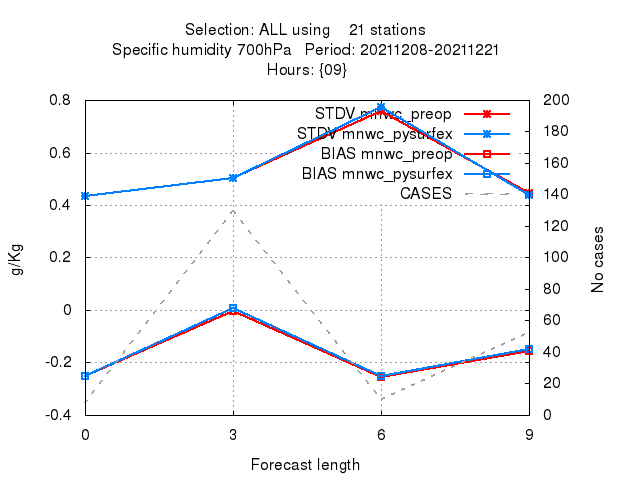 Selection: ALL using    21 stations
Specific humidity 700hPa   Period: 20211208-20211221
Hours: {09}
0.8
0.6
0.4
0.2
0
-0.2
-0.4
g/Kg
STDV mnwc_preop
STDV mnwc_pysurfex
BIAS mnwc_preop
BIAS mnwc_pysurfex
CASES
200
180
160
140
120
100
80
60
40
20
0
No cases
0 3 6 9
Forecast length